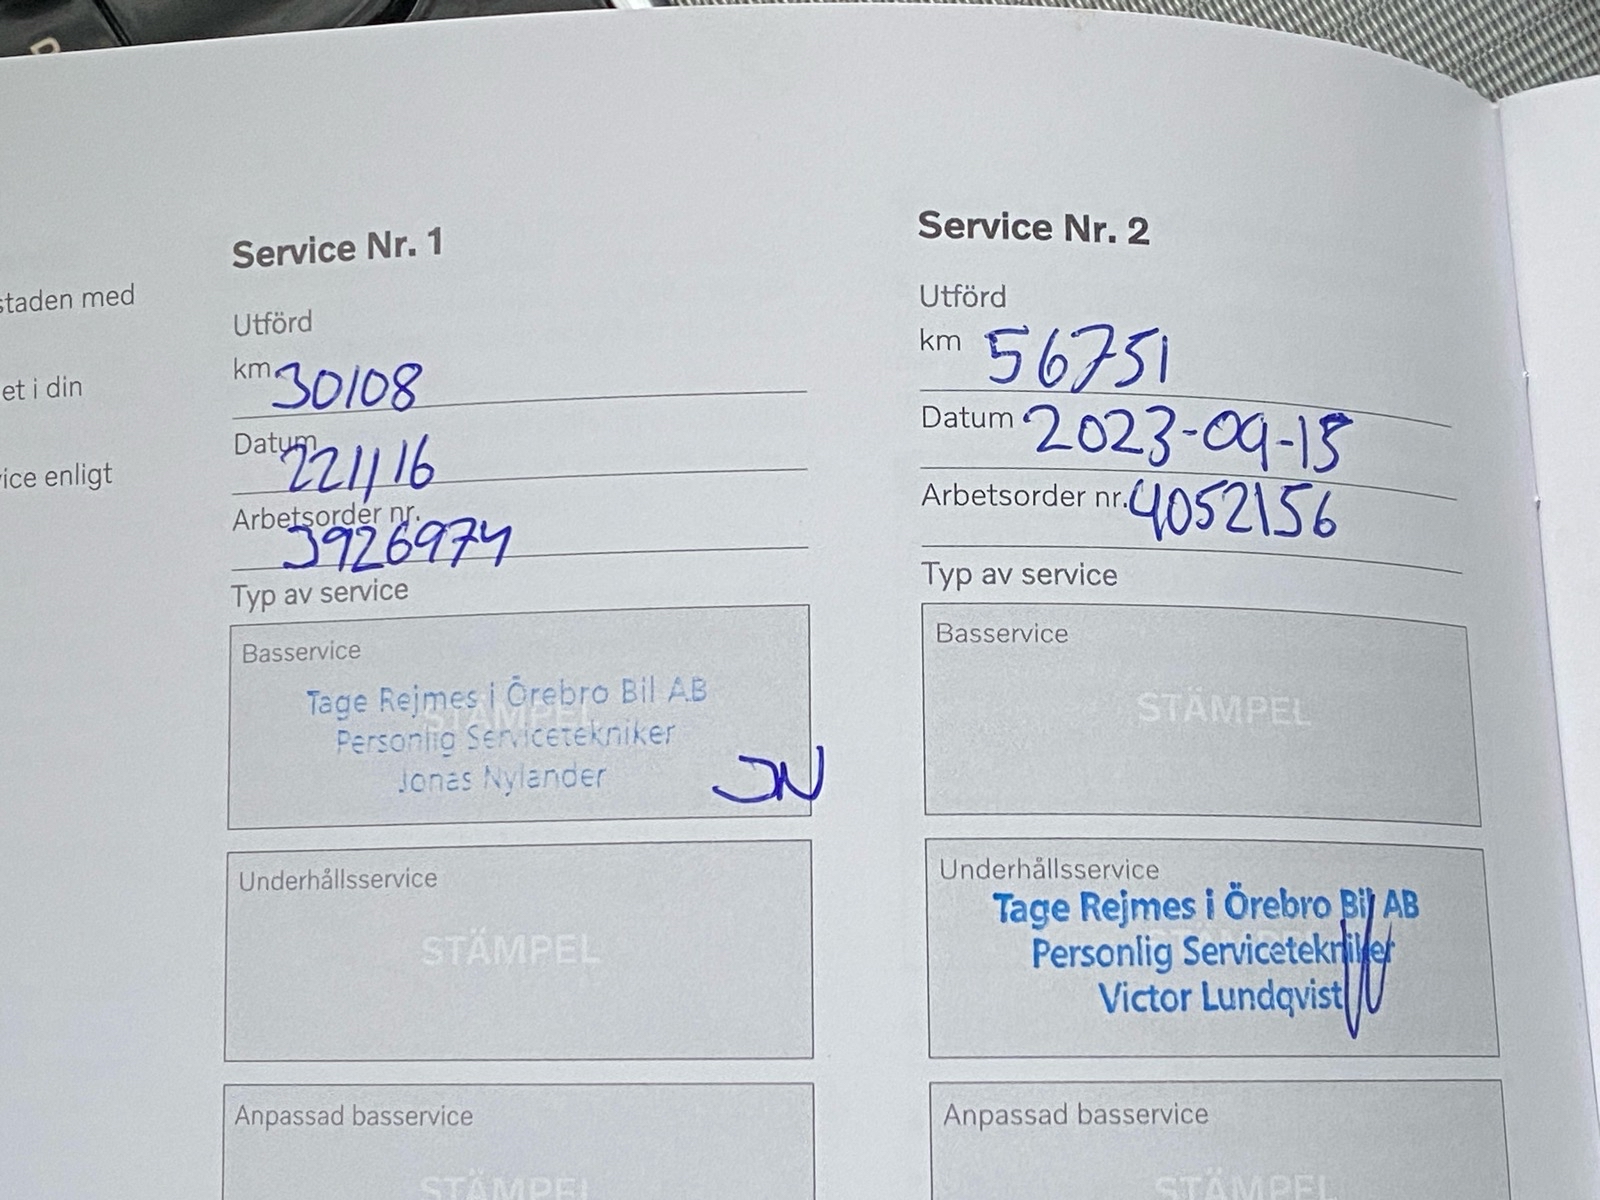 staden med
et i din
ice enligt
Service Nr. 1
Utförd
km 30108
Datum 221116
Arbetsorder nr. 3926974
Typ av service
Basservice
STÄMPEL
Tage Rejmes i Örebro Bil AB
Personlig Servicetekniker
Jonas Nylander
JN
Underhållsservice
STÄMPEL
Anpassad basservice
STÄMPEL
Service Nr. 2
Utförd
km 56751
Datum 2023-09-15
Arbetsorder nr. 4052156
Typ av service
Basservice
STÄMPEL
Underhållsservice
Tage Rejmes i Örebro Bil AB
Personlig Servicetekniker
Victor Lundqvist
Anpassad basservice
STÄMPEL